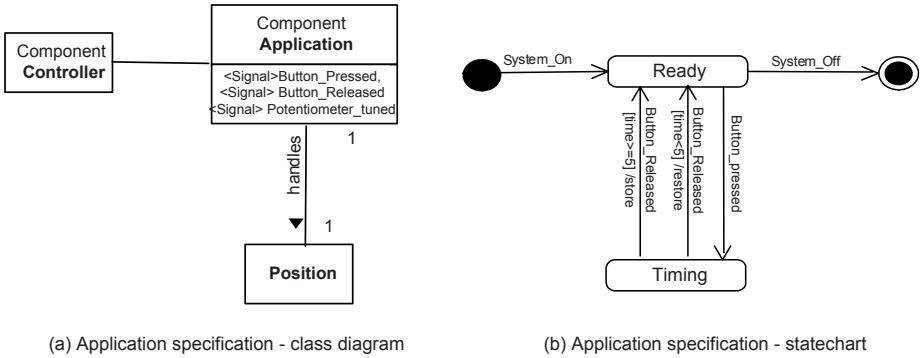 Component
Controller
Component
Application
<Signal>Button_Pressed,
<Signal> Button_Released
<Signal> Potentiometer_tuned
1
handles
1
Position
System_On
Ready
System_Off
Button_Released
[time>=5] /store
Button_Released
[time<5] /restore
Button_pressed
Timing
(a) Application specification - class diagram
(b) Application specification - statechart